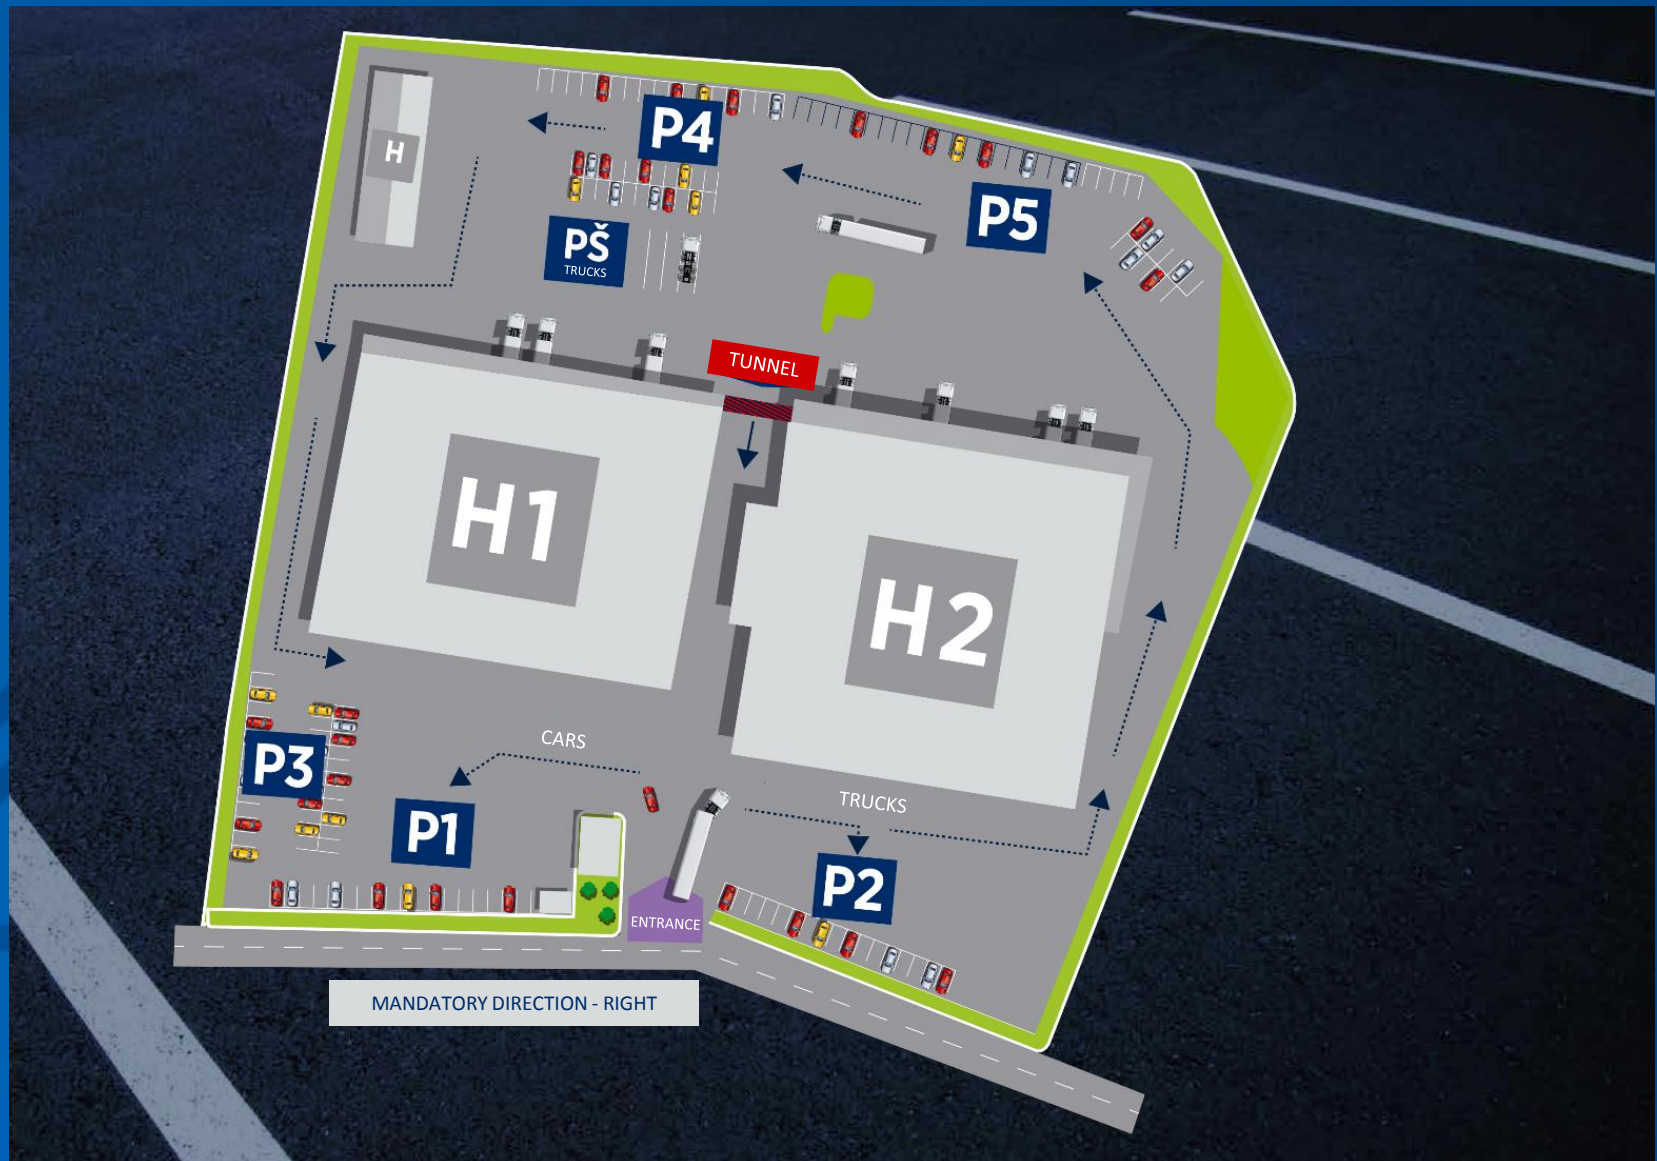 P4
H
P5
PŠ
TRUCKS
TUNNEL
H1
H2
CARS
P3
TRUCKS
P1
P2
ENTRANCE
MANDATORY DIRECTION - RIGHT